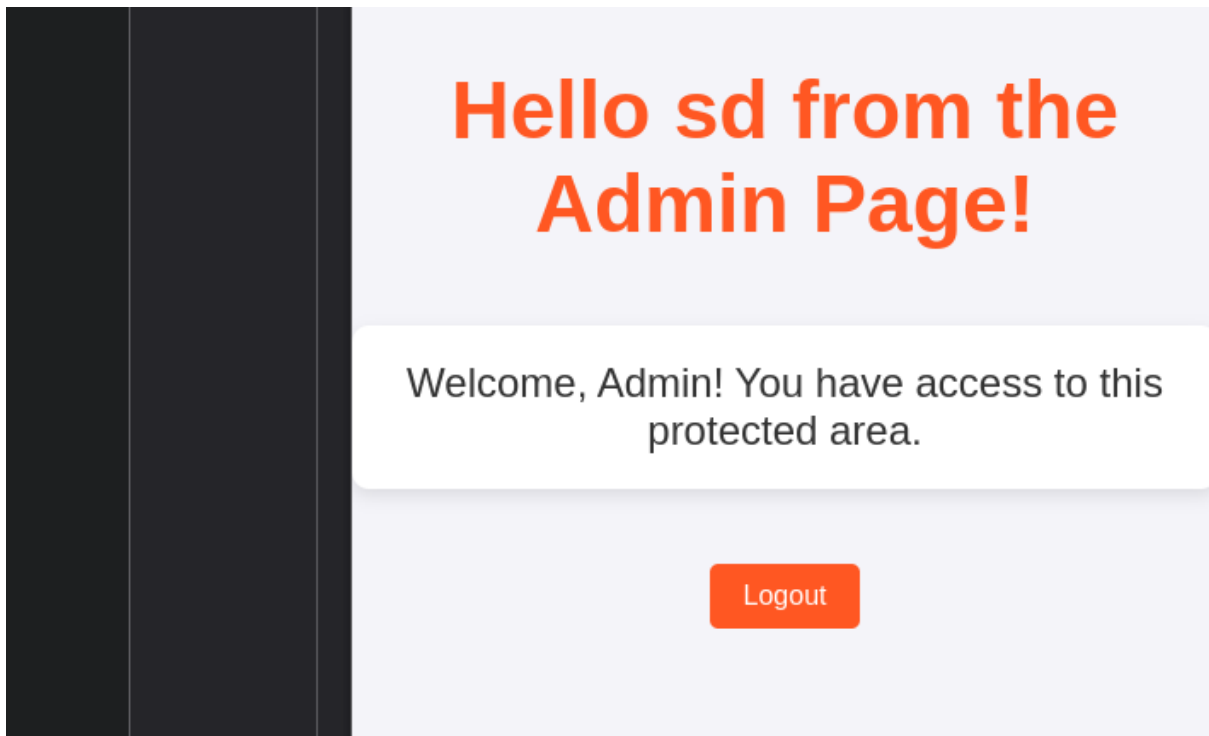 Hello sd from the
Admin Page!
Welcome, Admin! You have access to this
protected area.
Logout